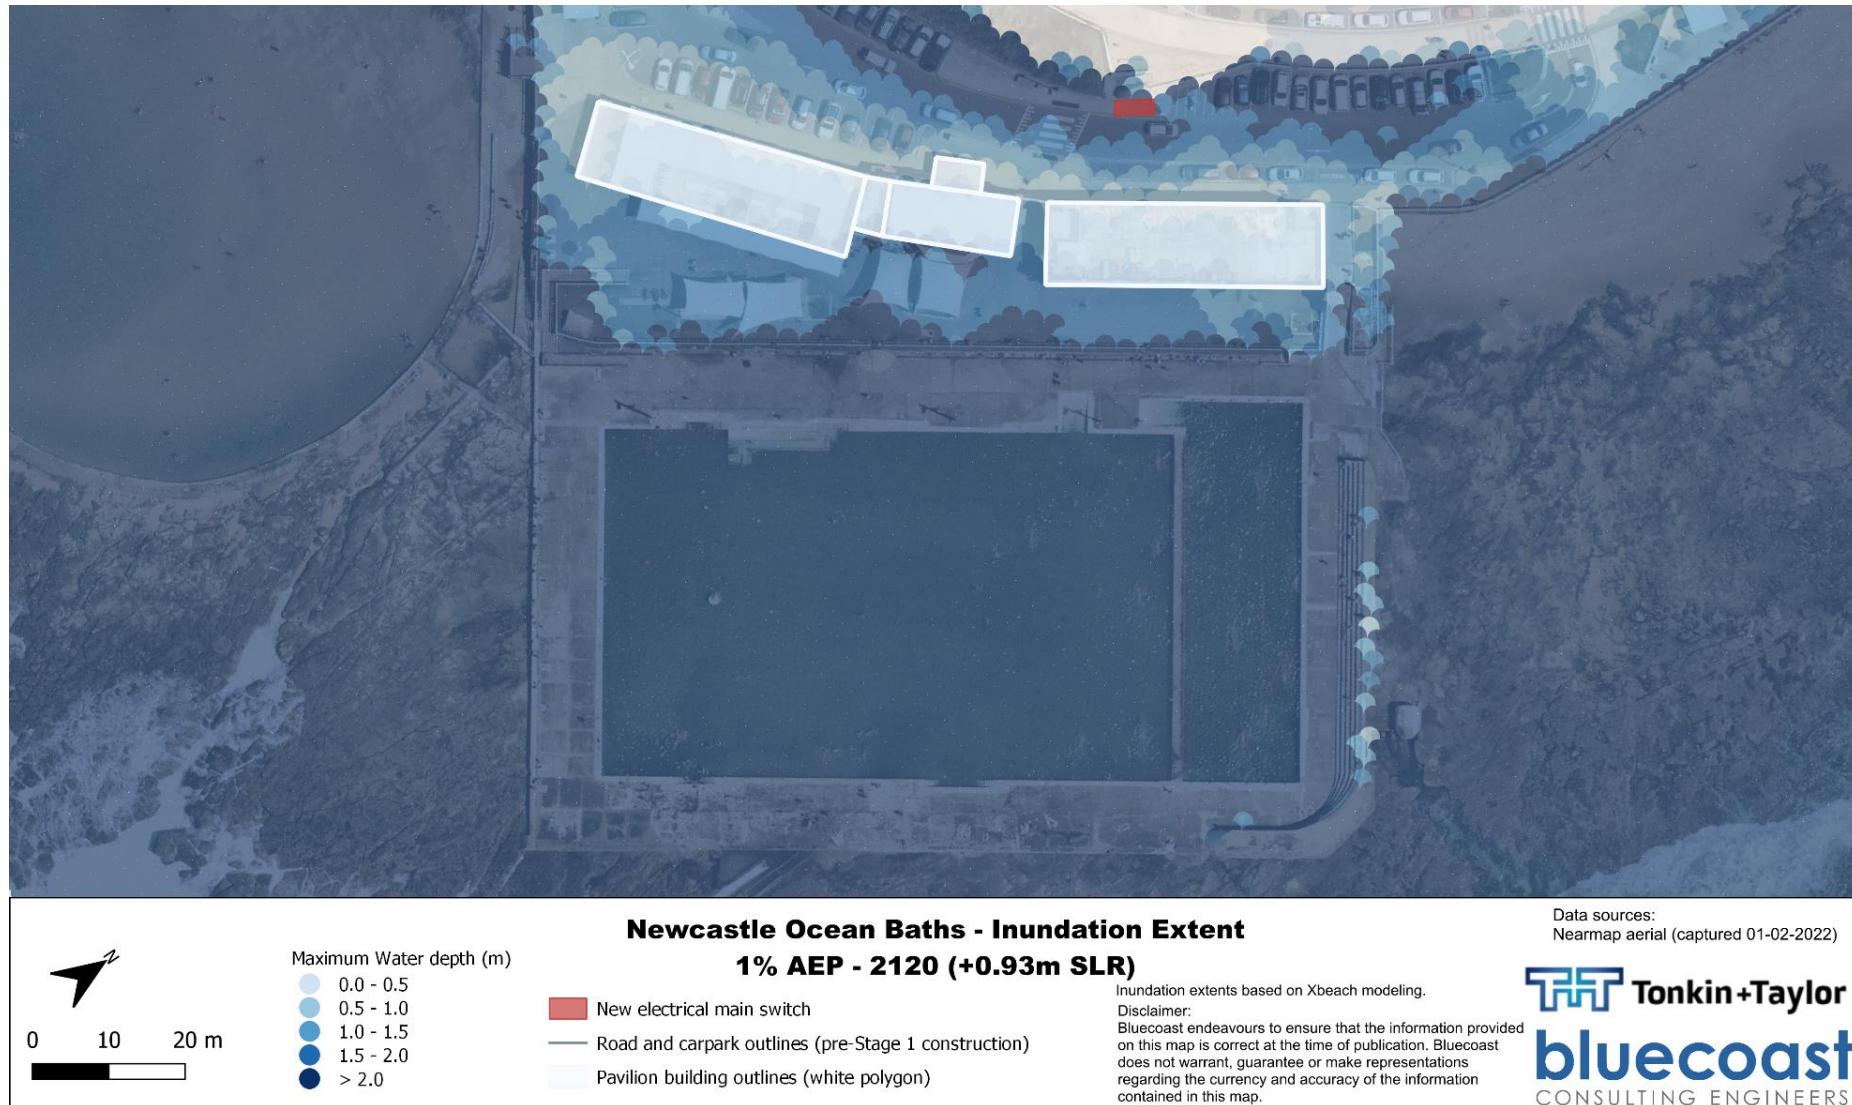 Newcastle Ocean Baths - Inundation Extent
1% AEP - 2120 (+0.93m SLR)
N
0 10 20 m
Maximum Water depth (m)
0.0 - 0.5
0.5 - 1.0
1.0 - 1.5
1.5 - 2.0
> 2.0
New electrical main switch
Road and carpark outlines (pre-Stage 1 construction)
Pavilion building outlines (white polygon)
Inundation extents based on Xbeach modeling.
Disclaimer:
Bluecoast endeavours to ensure that the information provided
on this map is correct at the time of publication. Bluecoast
does not warrant, guarantee or make representations
regarding the currency and accuracy of the information
contained in this map.
Data sources:
Nearmap aerial (captured 01-02-2022)
Tonkin+Taylor
bluecoast
CONSULTING ENGINEERS